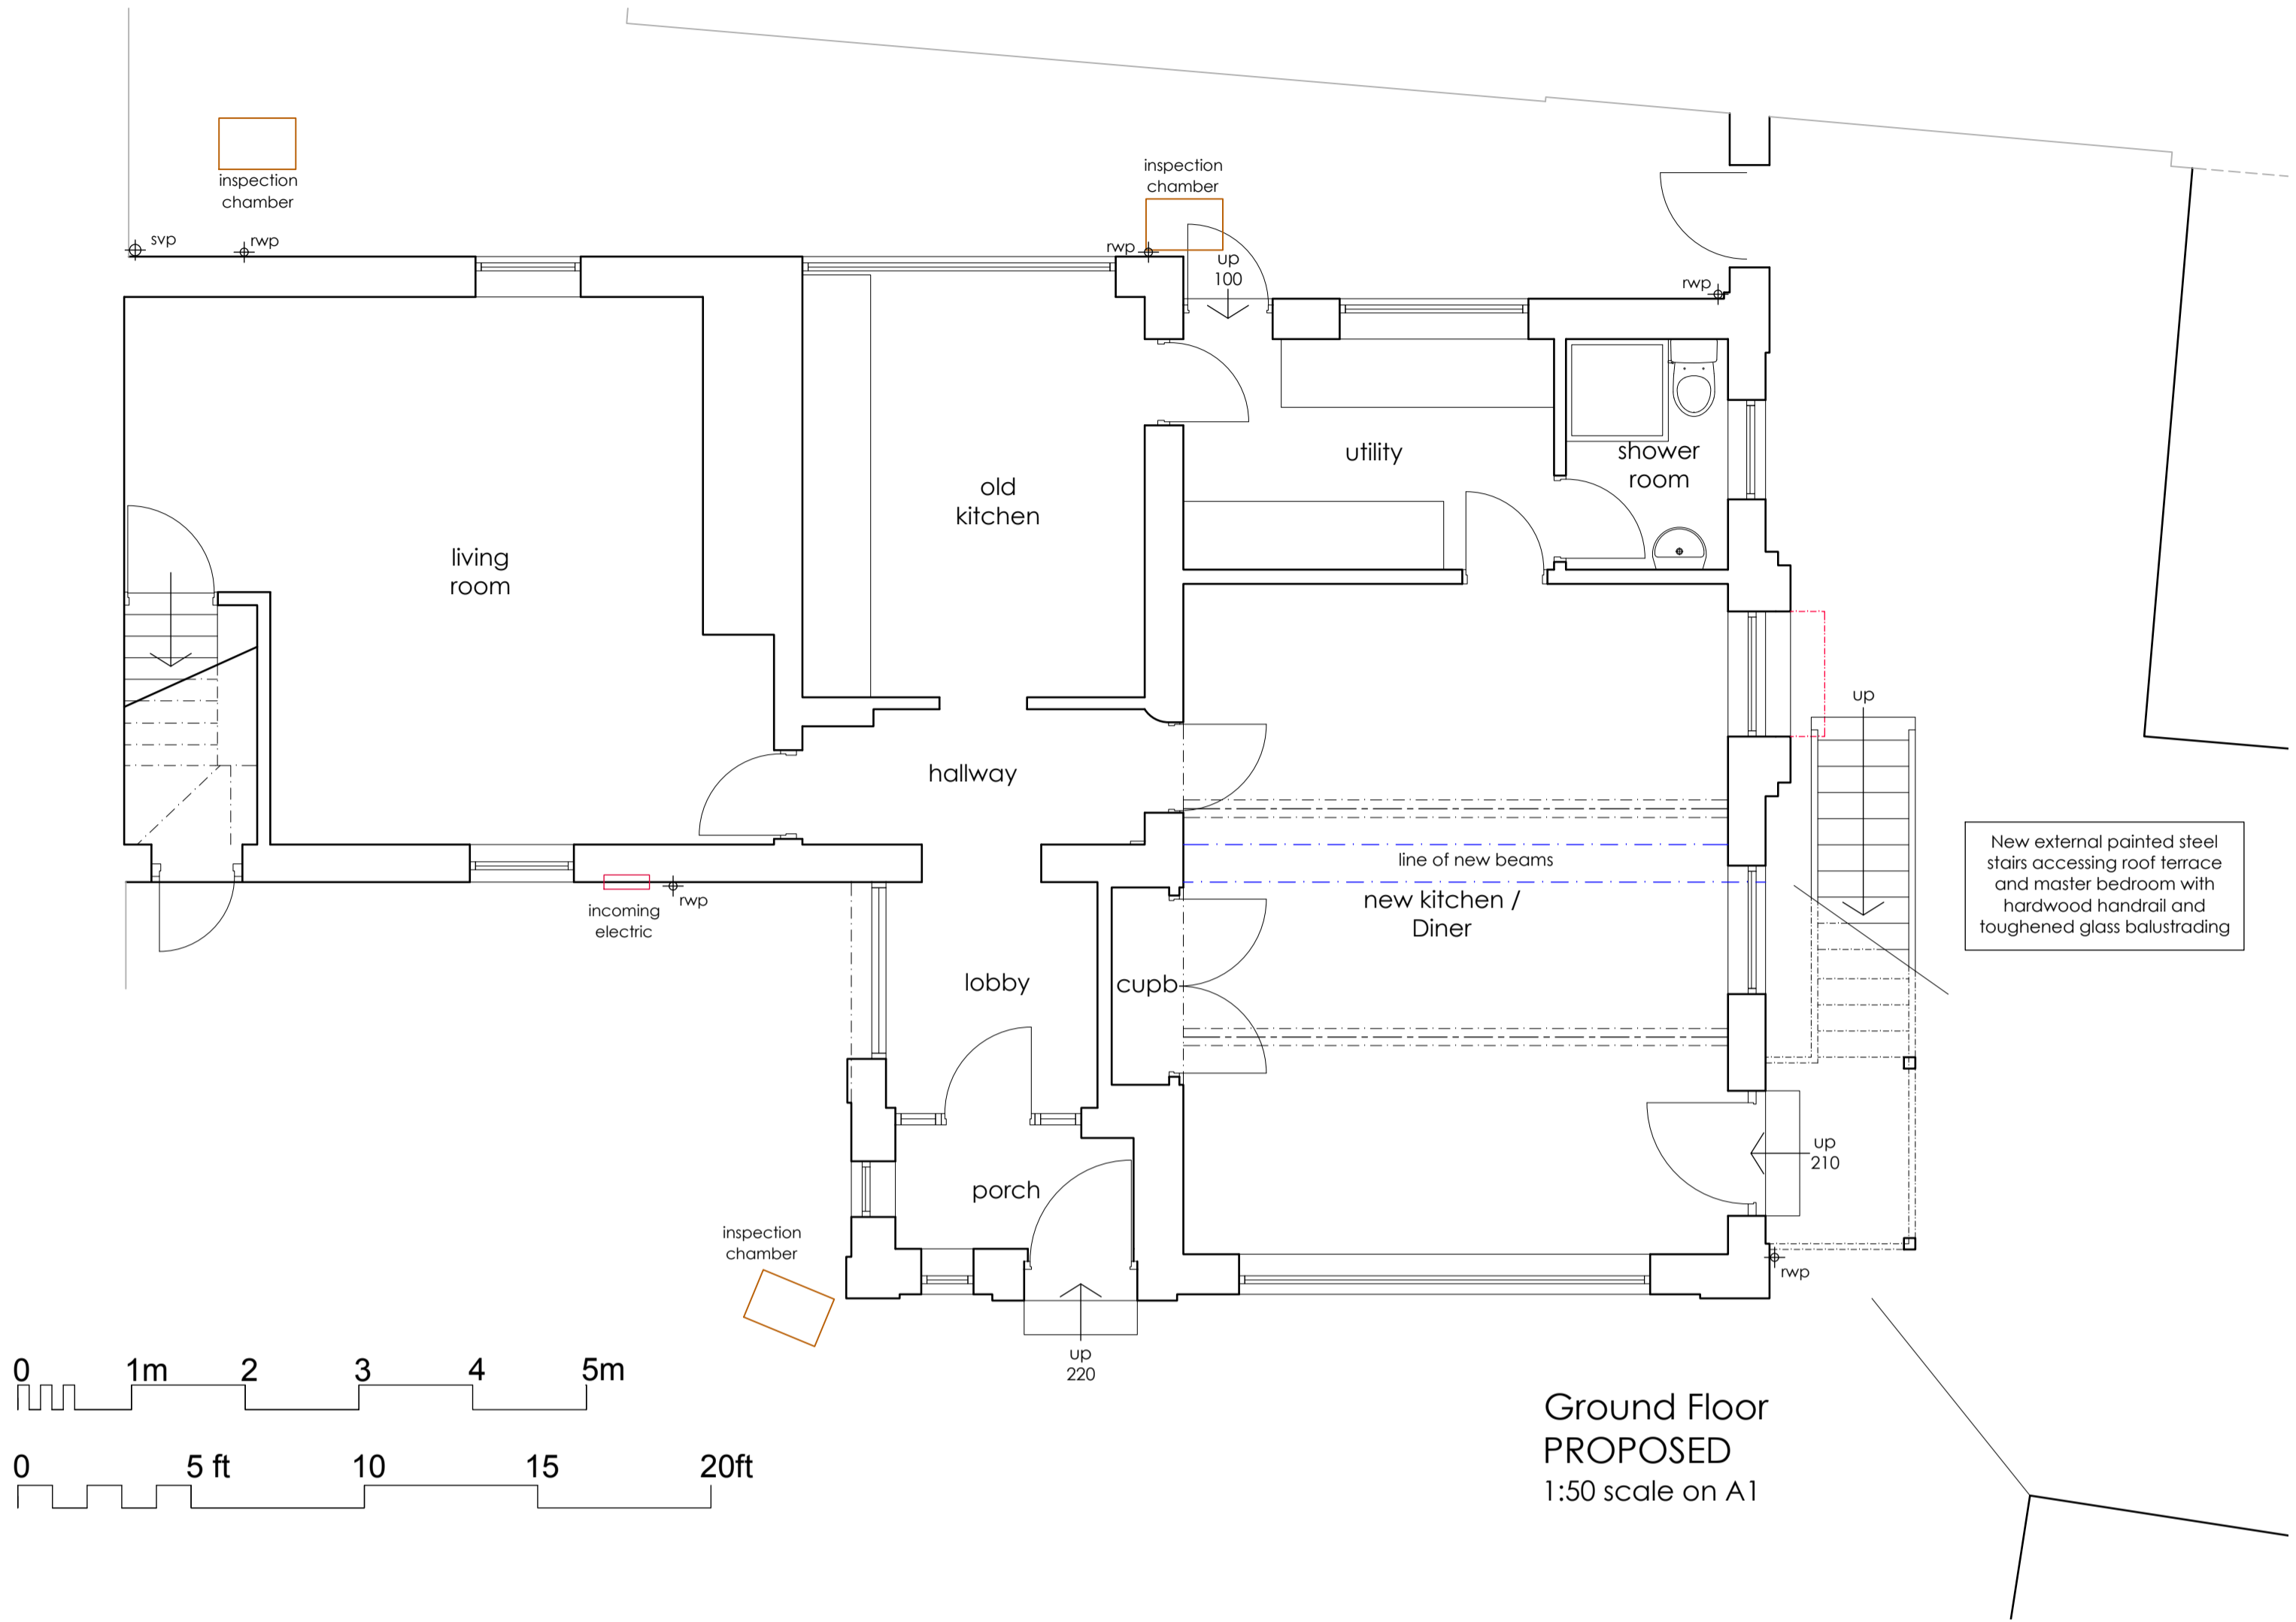 inspection
chamber
inspection
chamber
svp
rwp
rwp
up
100
rwp
utility
shower
room
old
kitchen
living
room
up
hallway
line of new beams
new kitchen /
Diner
New external painted steel
stairs accessing roof terrace
and master bedroom with
hardwood handrail and
toughened glass balustrading
rwp
incoming
electric
lobby
cupb
up
210
porch
inspection
chamber
rwp
up
220
0 1m 2 3 4 5m
0 5 ft 10 15 20ft
Ground Floor
PROPOSED
1:50 scale on A1